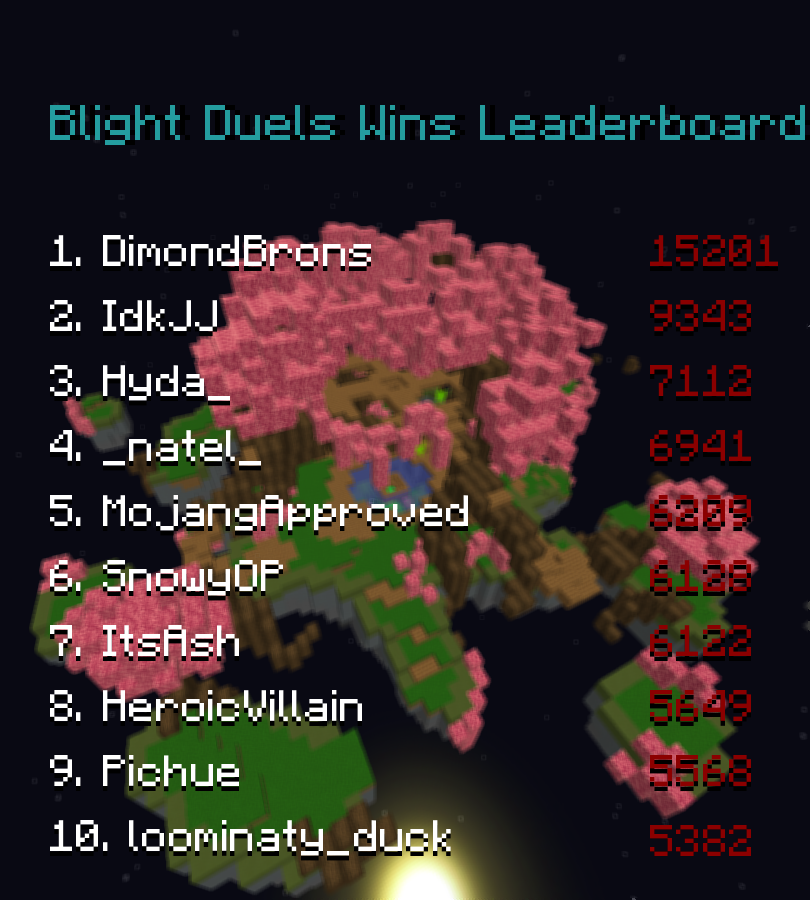 Blight Duels Wins Leaderboard
1. DimondBrons 15201
2. IdkJJ 9343
3. Hyda_ 7112
4. _natel_ 6941
5. MojangApproved 6209
6. SnowyOP 6128
7. ItsAsh 6122
8. HeroicVillain 5649
9. Pichue 5568
10. loominaty_duck 5382